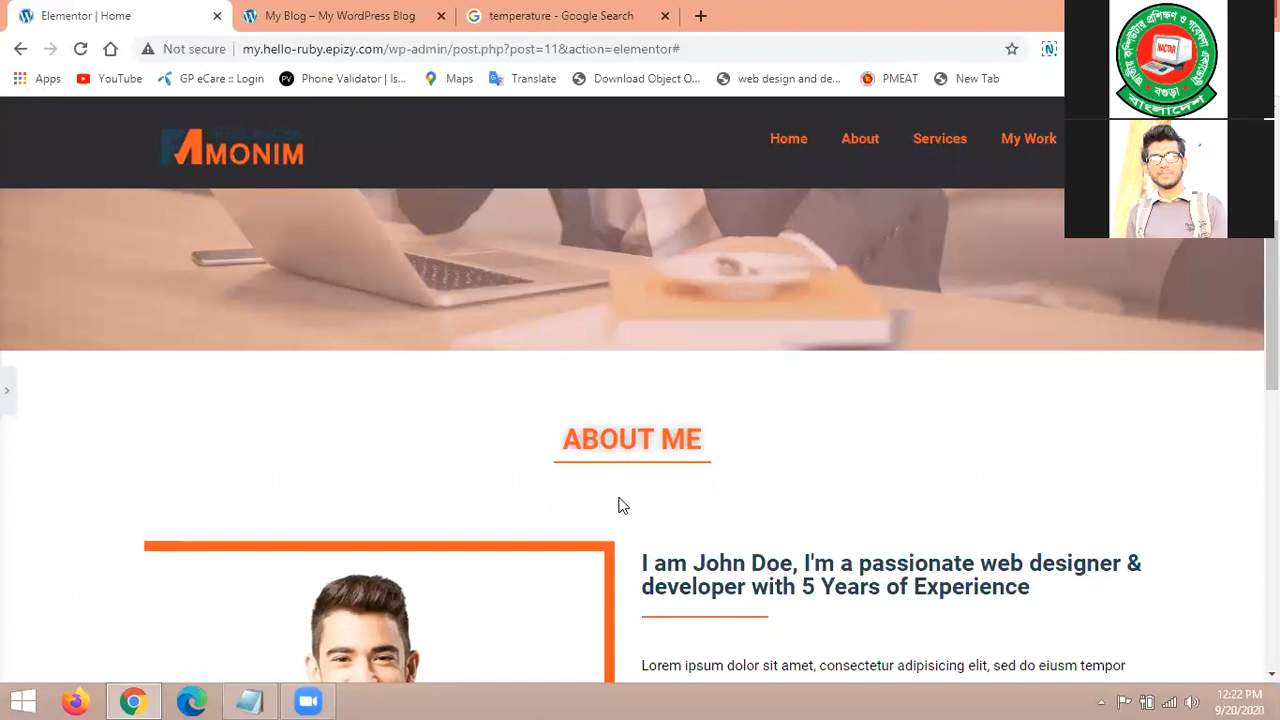 Elementor | Home
My Blog – My WordPress Blog
temperature - Google Search
Not secure
my.hello-ruby.epizy.com/wp-admin/post.php?post=11&action=elementor#
Apps
YouTube
GP eCare :: Login
PV
Phone Validator | Is...
Maps
Translate
Download Object O...
web design and de...
PMEAT
New Tab
NACTAR
বগুড়া
বাংলাদেশ
MONIM
Home
About
Services
My Work
ABOUT ME
I am John Doe, I'm a passionate web designer &
developer with 5 Years of Experience
Lorem ipsum dolor sit amet, consectetur adipisicing elit, sed do eiusm tempor
12:22 PM
9/20/2020